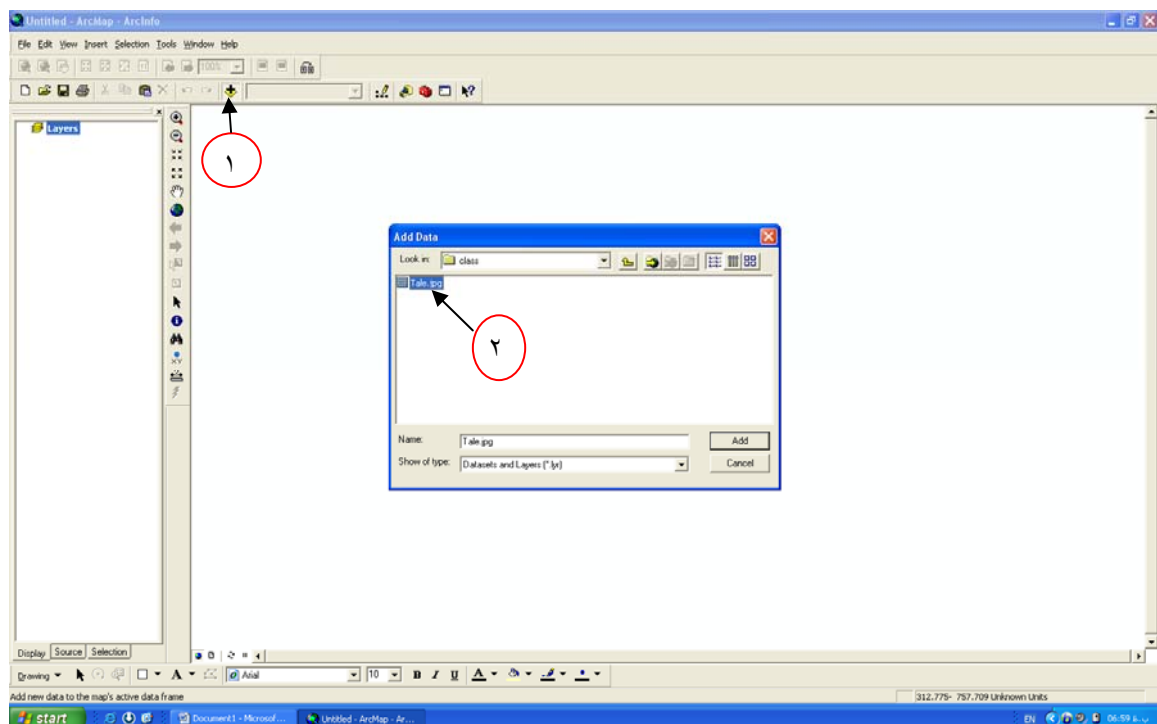 Untitled - ArcMap - ArcInfo
File Edit View Insert Selection Tools Window Help
100%
Layers
١
Add Data
Look in: class
Tale.jpg
٢
Name: Tale.jpg Add
Show of type: Datasets and Layers (*.lyr) Cancel
Display Source Selection
Drawing A Arial 10 B I U A
Add new data to the map's active data frame 312.775- 757.709 Unknown Units
start Document1 - Microsof... Untitled - ArcMap - Ar... EN 06:59